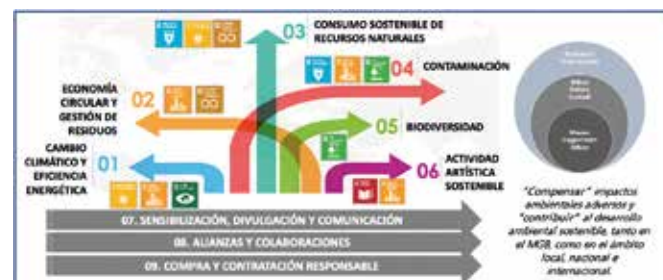 03
CONSUMO SOSTENIBLE DE
RECURSOS NATURALES
04
CONTAMINACIÓN
ECONOMÍA
CIRCULAR Y
GESTIÓN DE
RESIDUOS
02
05
BIODIVERSIDAD
CAMBIO
CLIMÁTICO Y
EFICIENCIA
ENERGÉTICA
01
06
ACTIVIDAD
ARTÍSTICA
SOSTENIBLE
07. SENSIBILIZACIÓN, DIVULGACIÓN Y COMUNICACIÓN
08. ALIANZAS Y COLABORACIONES
09. COMPRA Y CONTRATACIÓN RESPONSABLE
"Compensar" impactos
ambientales adversos y
"contribuir" al desarrollo
ambiental sostenible, tanto en
el MGB, como en el ámbito
local, nacional e
internacional.